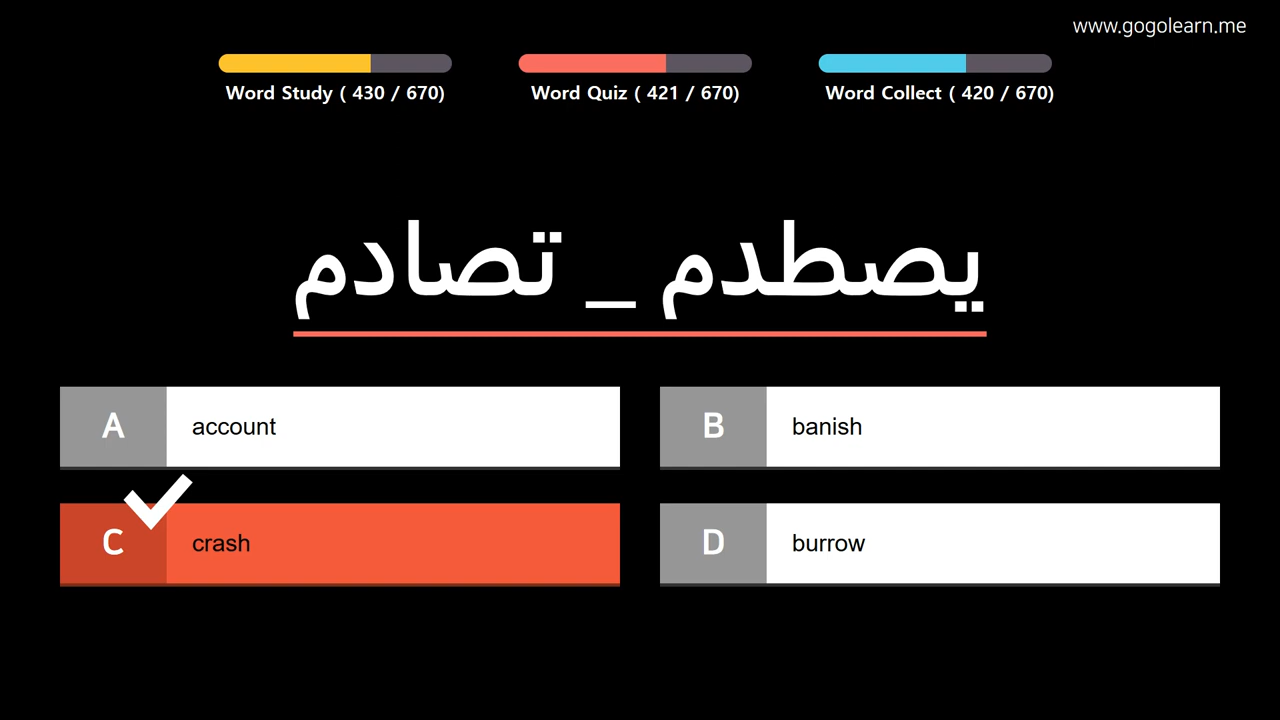 www.gogolearn.me
Word Study ( 430 / 670)
Word Quiz ( 421 / 670)
Word Collect ( 420 / 670)
يصطدم _ تصادم
A account
B banish
C crash
D burrow